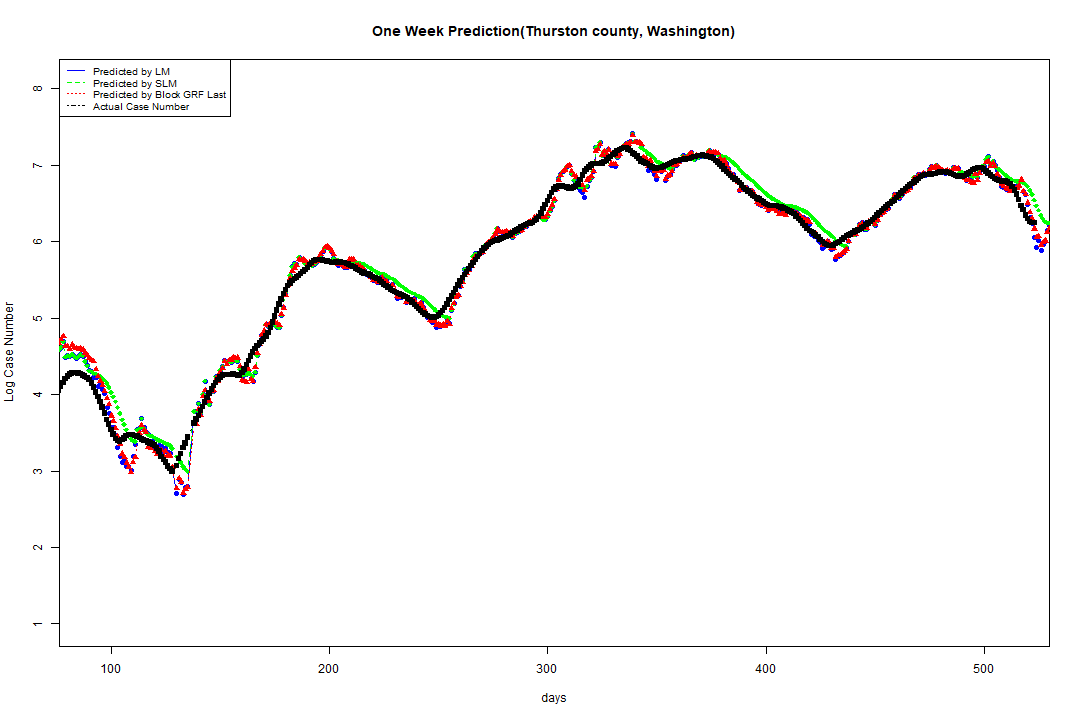 One Week Prediction(Thurston county, Washington)
Predicted by LM
Predicted by SLM
Predicted by Block GRF Last
Actual Case Number
8
7
6
5
4
3
2
1
Log Case Number
100 200 300 400 500
days